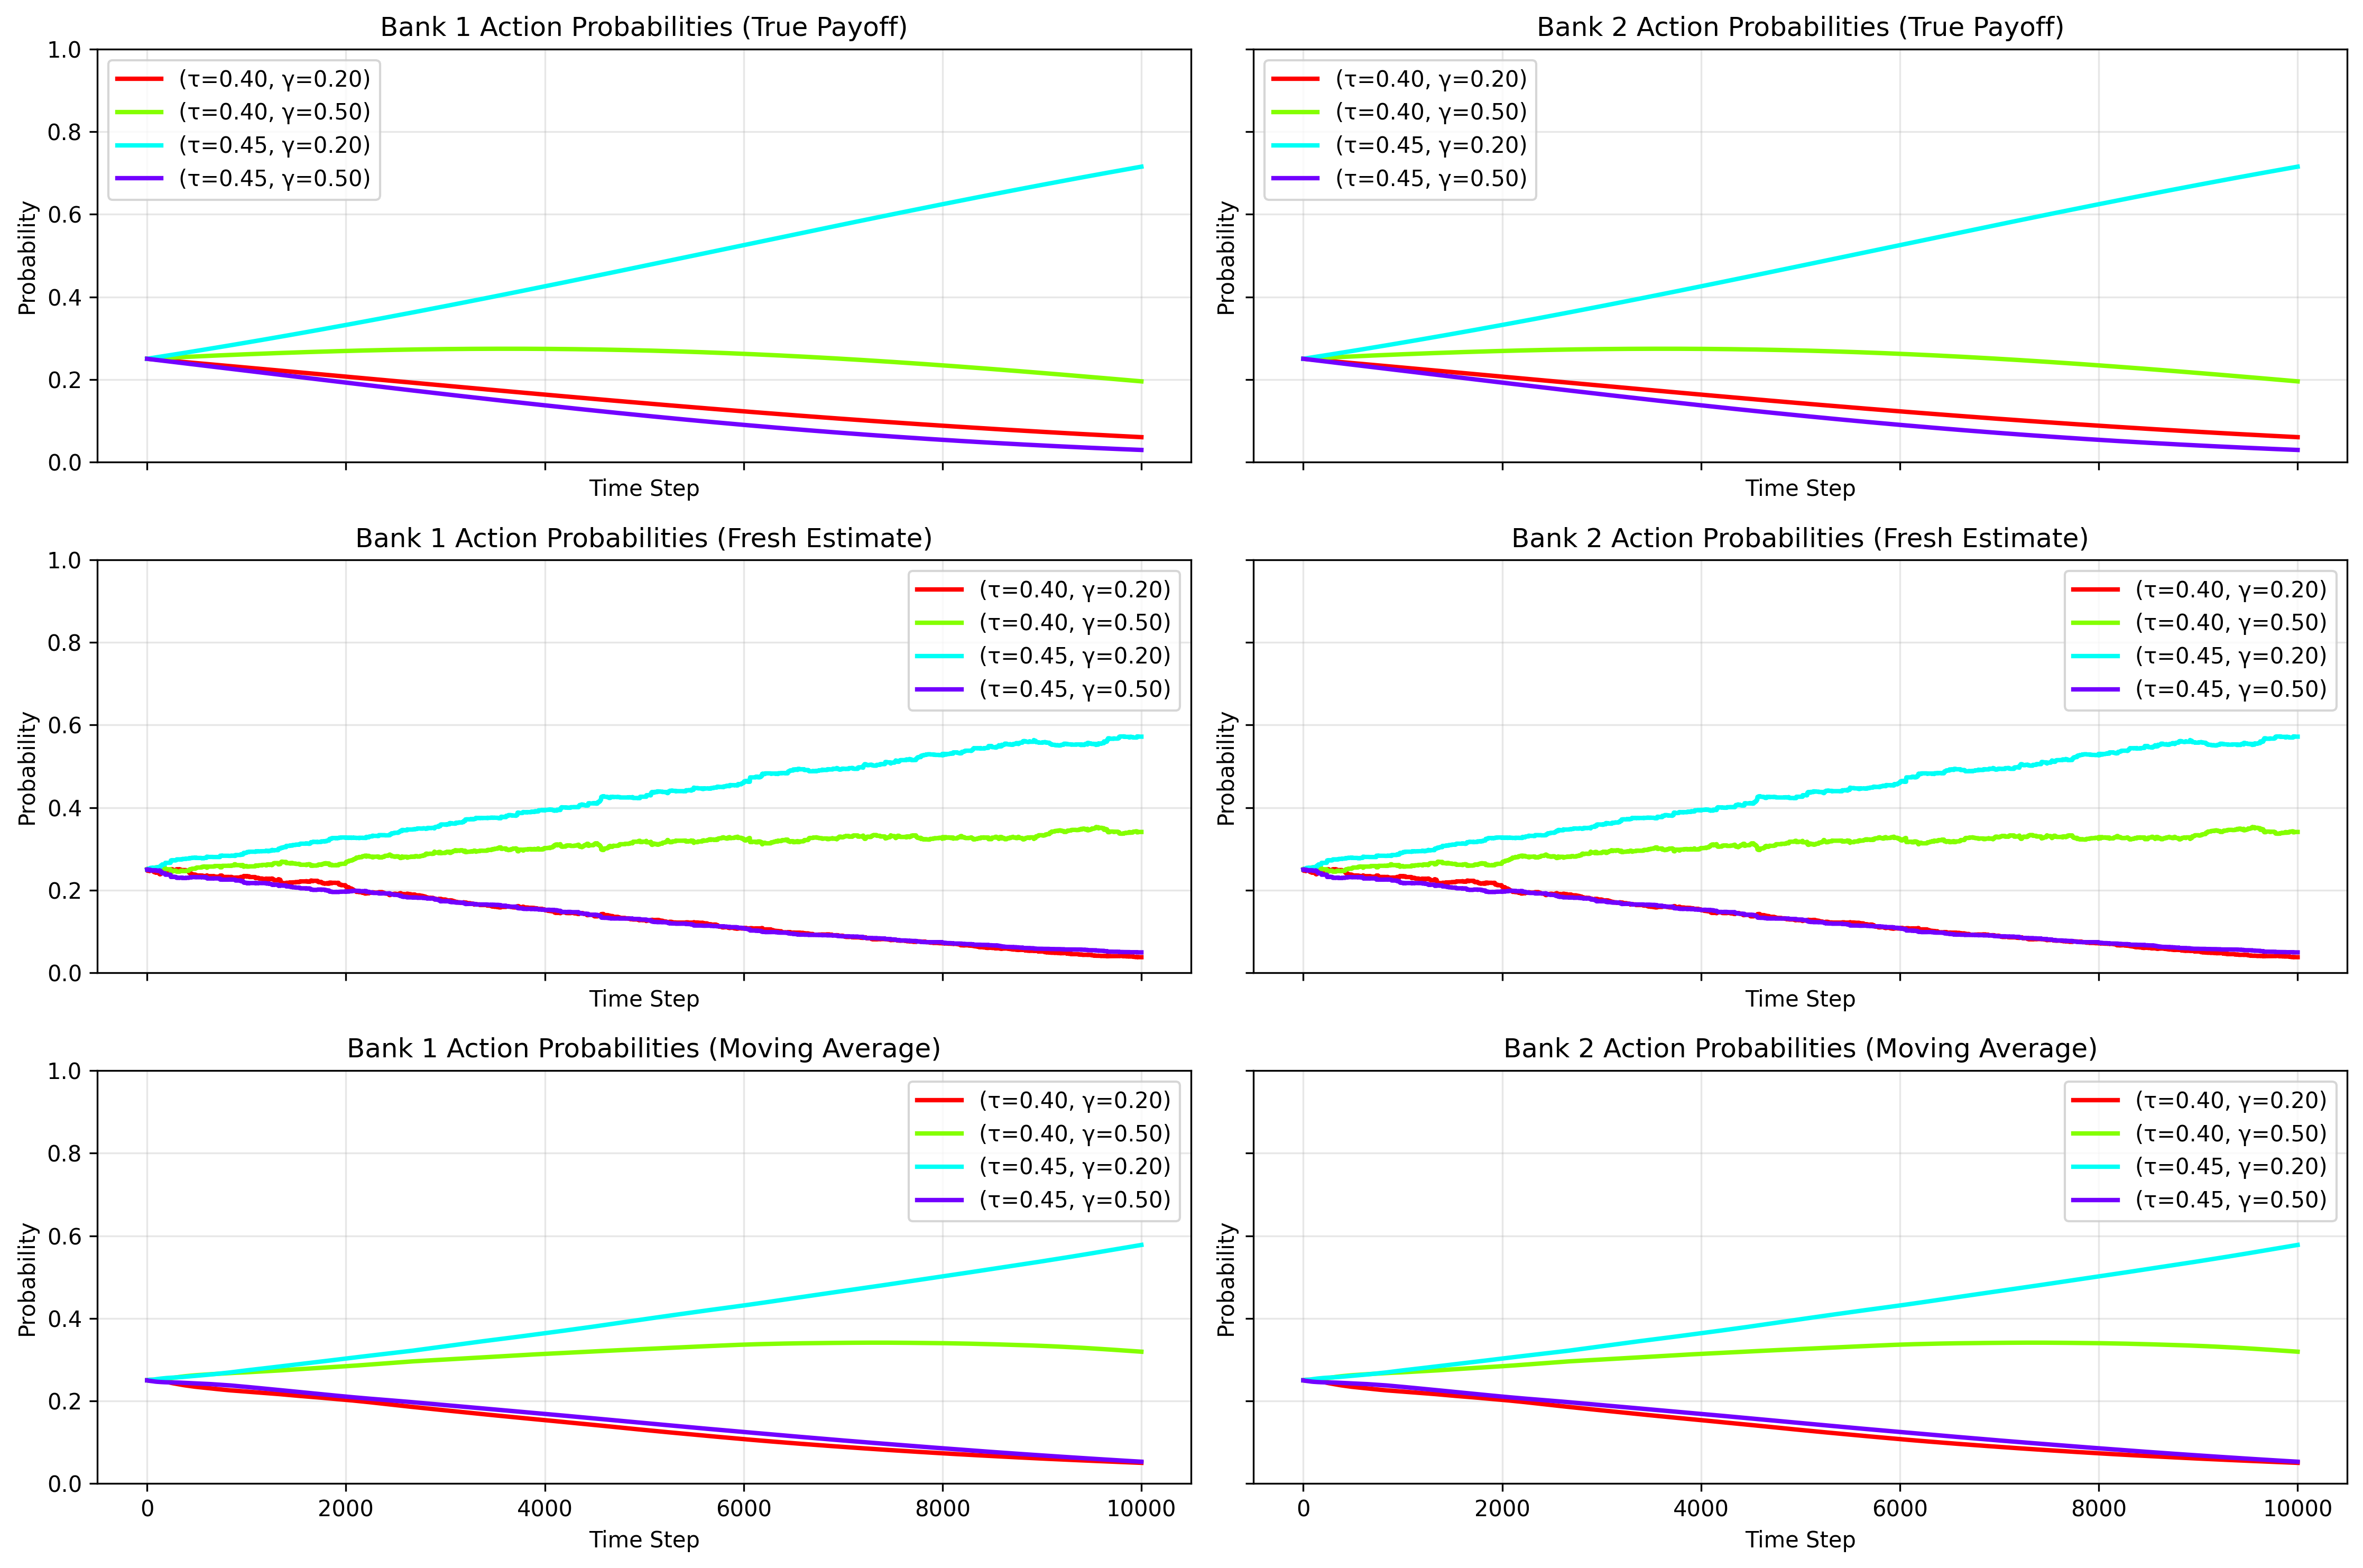 Bank 1 Action Probabilities (True Payoff)
1.0
0.8
0.6
0.4
0.2
0.0
Probability
(τ=0.40, γ=0.20)
(τ=0.40, γ=0.50)
(τ=0.45, γ=0.20)
(τ=0.45, γ=0.50)
Time Step
Bank 2 Action Probabilities (True Payoff)
Probability
(τ=0.40, γ=0.20)
(τ=0.40, γ=0.50)
(τ=0.45, γ=0.20)
(τ=0.45, γ=0.50)
Time Step
Bank 1 Action Probabilities (Fresh Estimate)
1.0
0.8
0.6
0.4
0.2
0.0
Probability
(τ=0.40, γ=0.20)
(τ=0.40, γ=0.50)
(τ=0.45, γ=0.20)
(τ=0.45, γ=0.50)
Time Step
Bank 2 Action Probabilities (Fresh Estimate)
Probability
(τ=0.40, γ=0.20)
(τ=0.40, γ=0.50)
(τ=0.45, γ=0.20)
(τ=0.45, γ=0.50)
Time Step
Bank 1 Action Probabilities (Moving Average)
1.0
0.8
0.6
0.4
0.2
0.0
Probability
(τ=0.40, γ=0.20)
(τ=0.40, γ=0.50)
(τ=0.45, γ=0.20)
(τ=0.45, γ=0.50)
0 2000 4000 6000 8000 10000
Time Step
Bank 2 Action Probabilities (Moving Average)
Probability
(τ=0.40, γ=0.20)
(τ=0.40, γ=0.50)
(τ=0.45, γ=0.20)
(τ=0.45, γ=0.50)
0 2000 4000 6000 8000 10000
Time Step